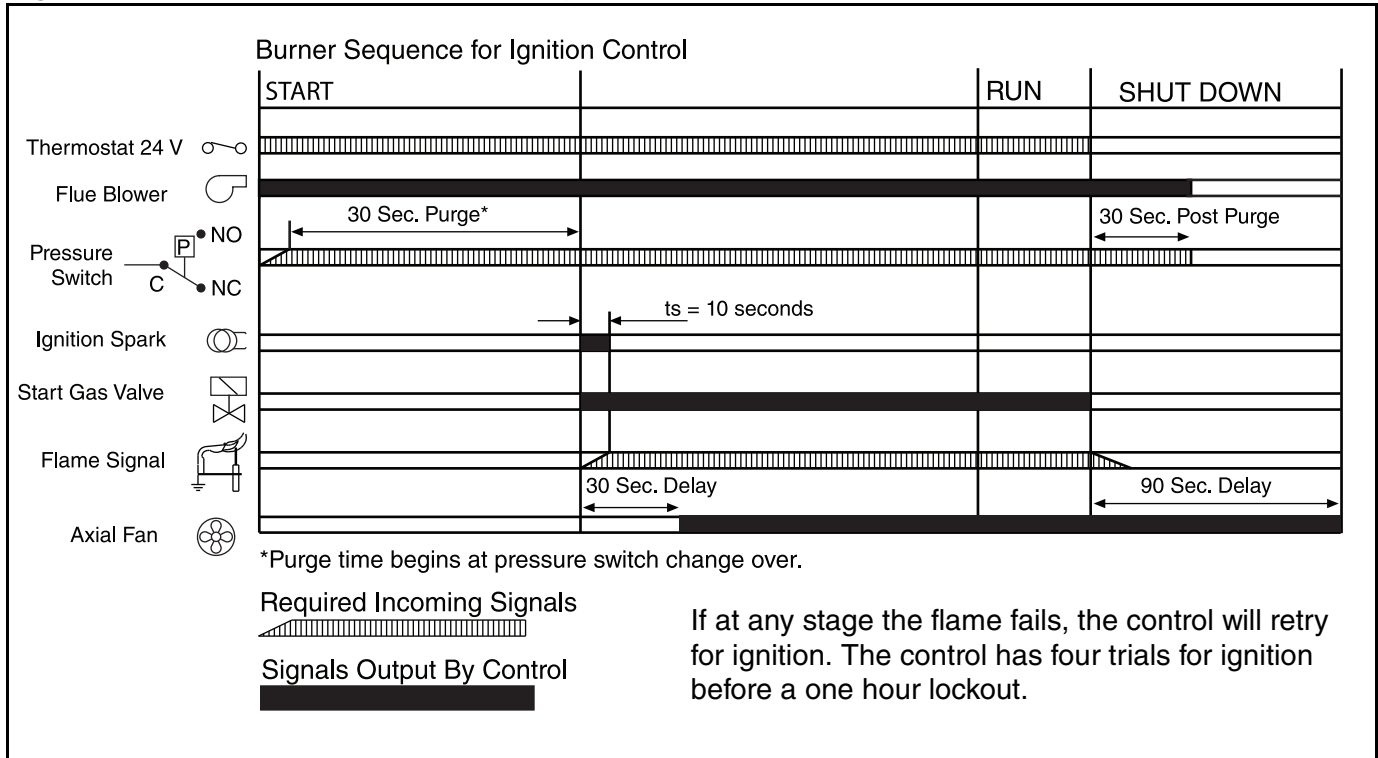 Burner Sequence for Ignition Control
START
RUN
SHUT DOWN
Thermostat 24 V
Flue Blower
30 Sec. Purge*
30 Sec. Post Purge
Pressure
Switch
P
NO
C
NC
ts = 10 seconds
Ignition Spark
Start Gas Valve
Flame Signal
30 Sec. Delay
90 Sec. Delay
Axial Fan
*Purge time begins at pressure switch change over.
Required Incoming Signals
Signals Output By Control
If at any stage the flame fails, the control will retry
for ignition. The control has four trials for ignition
before a one hour lockout.